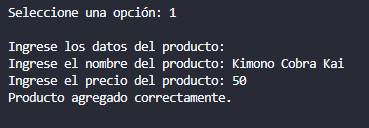 Seleccione una opción: 1
Ingrese los datos del producto:
Ingrese el nombre del producto: Kimono Cobra Kai
Ingrese el precio del producto: 50
Producto agregado correctamente.